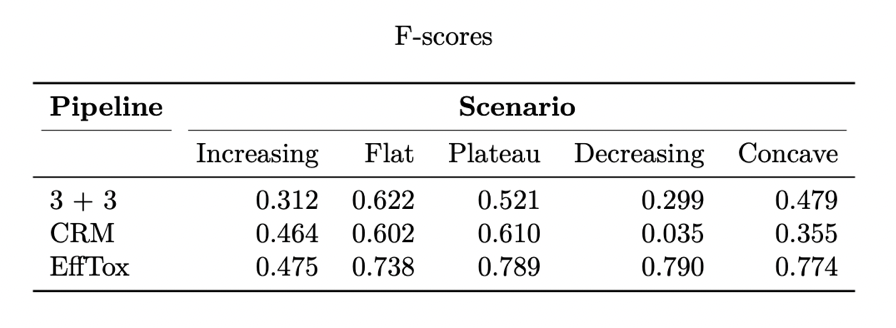 F-scores
Pipeline Scenario
Increasing Flat Plateau Decreasing Concave
3 + 3 0.312 0.622 0.521 0.299 0.479
CRM 0.464 0.602 0.610 0.035 0.355
EffTox 0.475 0.738 0.789 0.790 0.774